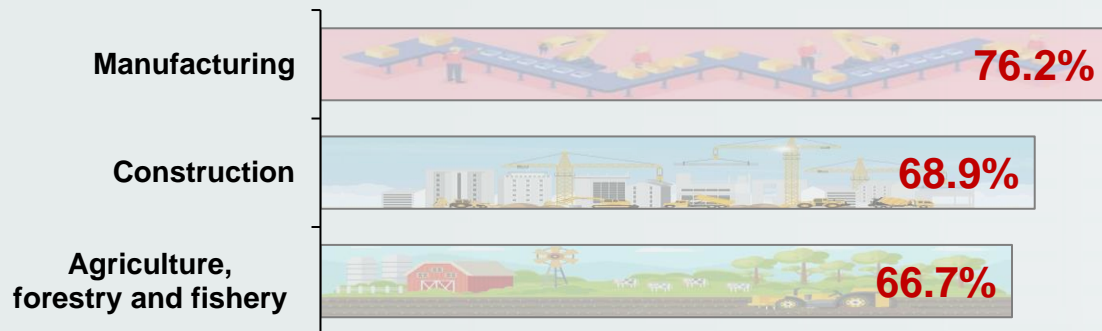 Manufacturing
76.2%
Construction
68.9%
Agriculture,
forestry and fishery
66.7%